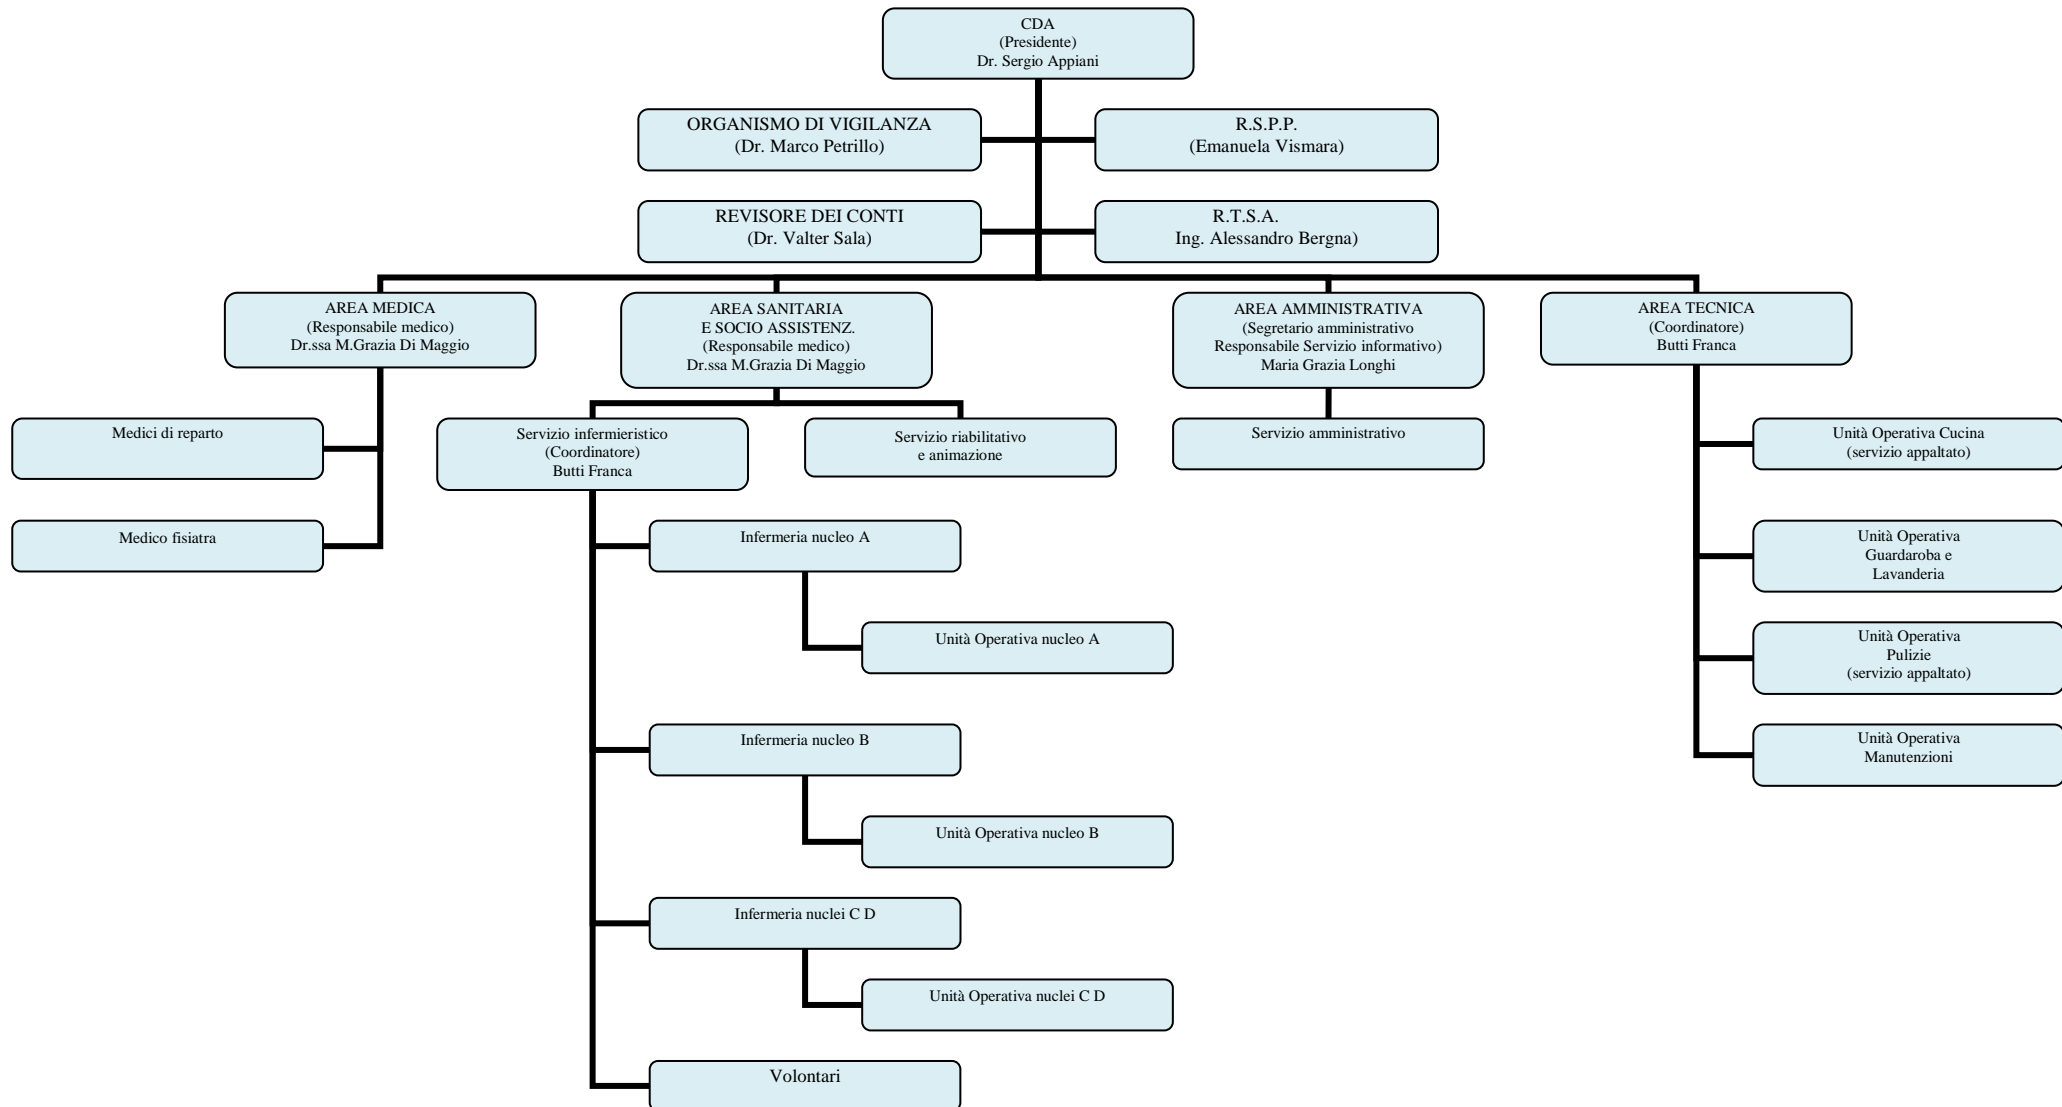 CDA
(Presidente)
Dr. Sergio Appiani
ORGANISMO DI VIGILANZA
(Dr. Marco Petrillo)
R.S.P.P.
(Emanuela Vismara)
REVISORE DEI CONTI
(Dr. Valter Sala)
R.T.S.A.
Ing. Alessandro Bergna)
AREA MEDICA
(Responsabile medico)
Dr.ssa M.Grazia Di Maggio
AREA SANITARIA
E SOCIO ASSISTENZ.
(Responsabile medico)
Dr.ssa M.Grazia Di Maggio
AREA AMMINISTRATIVA
(Segretario amministrativo
Responsabile Servizio informativo)
Maria Grazia Longhi
AREA TECNICA
(Coordinatore)
Butti Franca
Medici di reparto
Servizio infermieristico
(Coordinatore)
Butti Franca
Servizio riabilitativo
e animazione
Servizio amministrativo
Unità Operativa Cucina
(servizio appaltato)
Medico fisiatra
Infermeria nucleo A
Unità Operativa
Guardaroba e
Lavanderia
Unità Operativa nucleo A
Unità Operativa
Pulizie
(servizio appaltato)
Infermeria nucleo B
Unità Operativa
Manutenzioni
Unità Operativa nucleo B
Infermeria nuclei C D
Unità Operativa nuclei C D
Volontari